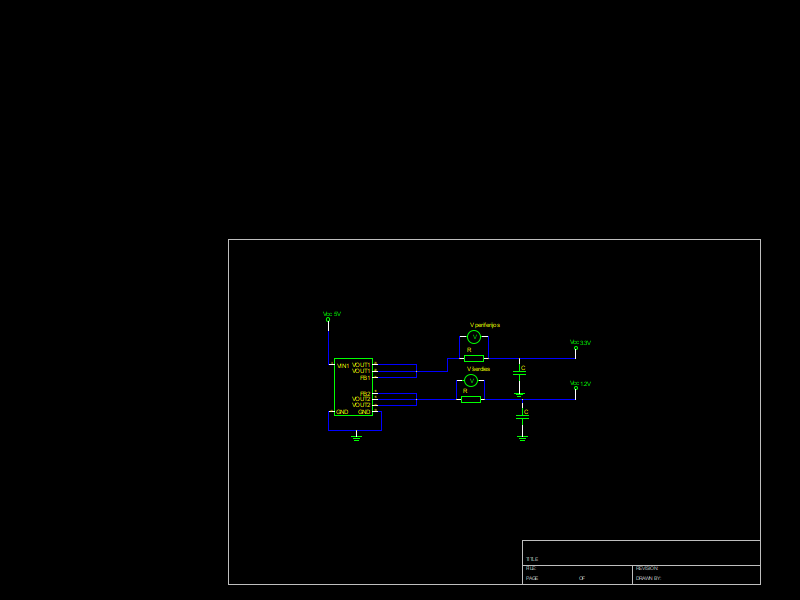 Vcc 5V
V periferijos
R
Vcc 3.3V
VIN1 VOUT1
VOUT1
FB1
C
V šerdies
R
Vcc 1.2V
FB2
VOUT2
VOUT2
GND GND
C
TITLE
FILE: REVISION:
PAGE OF DRAWN BY: